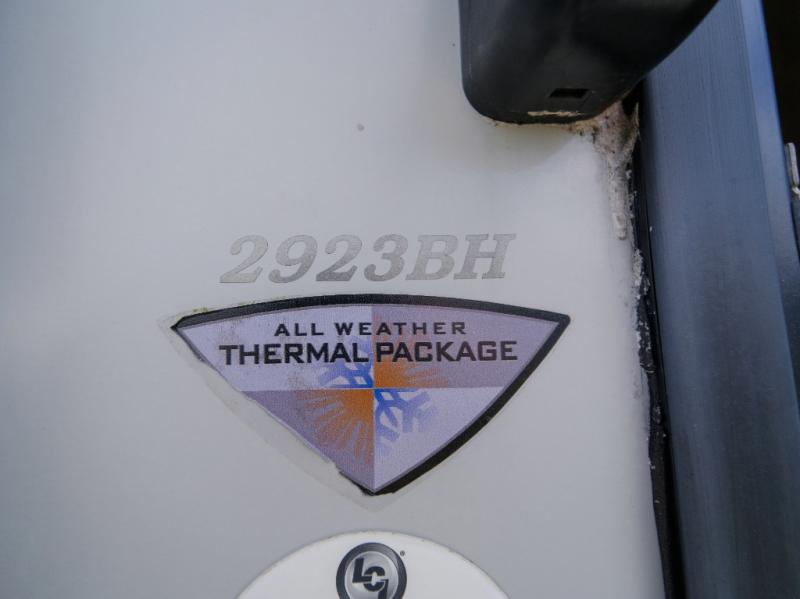 2923BH
ALL WEATHER
THERMAL PACKAGE
LCI
®